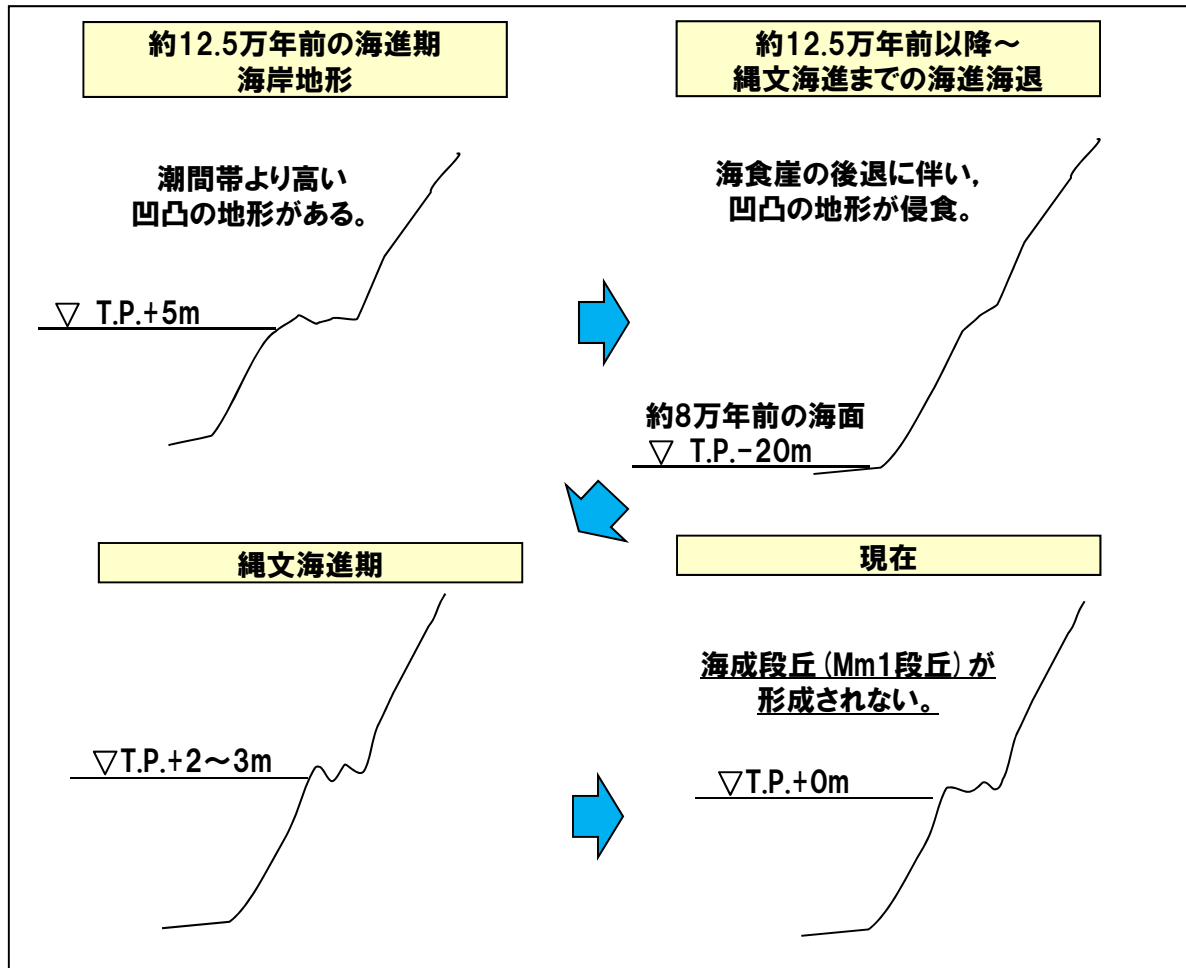 約12.5万年前の海進期
海岸地形
潮間帯より高い
凹凸の地形がある。
▽ T.P.+5m
約12.5万年前以降～
縄文海進までの海進海退
海食崖の後退に伴い,
凹凸の地形が侵食。
約8万年前の海面
▽ T.P.-20m
縄文海進期
▽T.P.+2～3m
現在
海成段丘(Mm1段丘)が
形成されない。
▽T.P.+0m